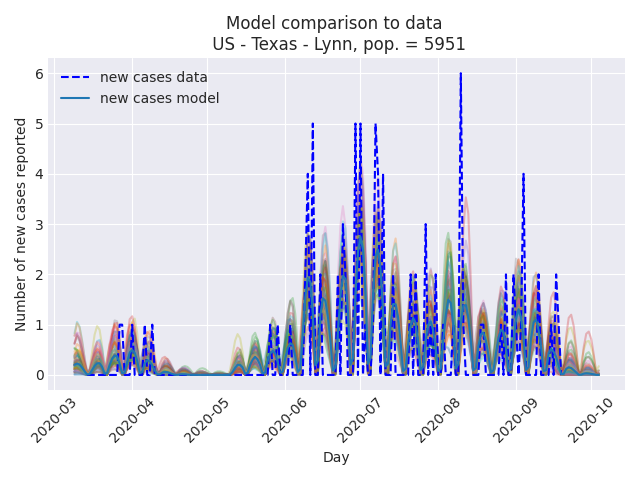 Model comparison to data
US - Texas - Lynn, pop. = 5951
new cases data
new cases model
Number of new cases reported
6
5
4
3
2
1
0
2020-03
2020-04
2020-05
2020-06
2020-07
2020-08
2020-09
2020-10
Day